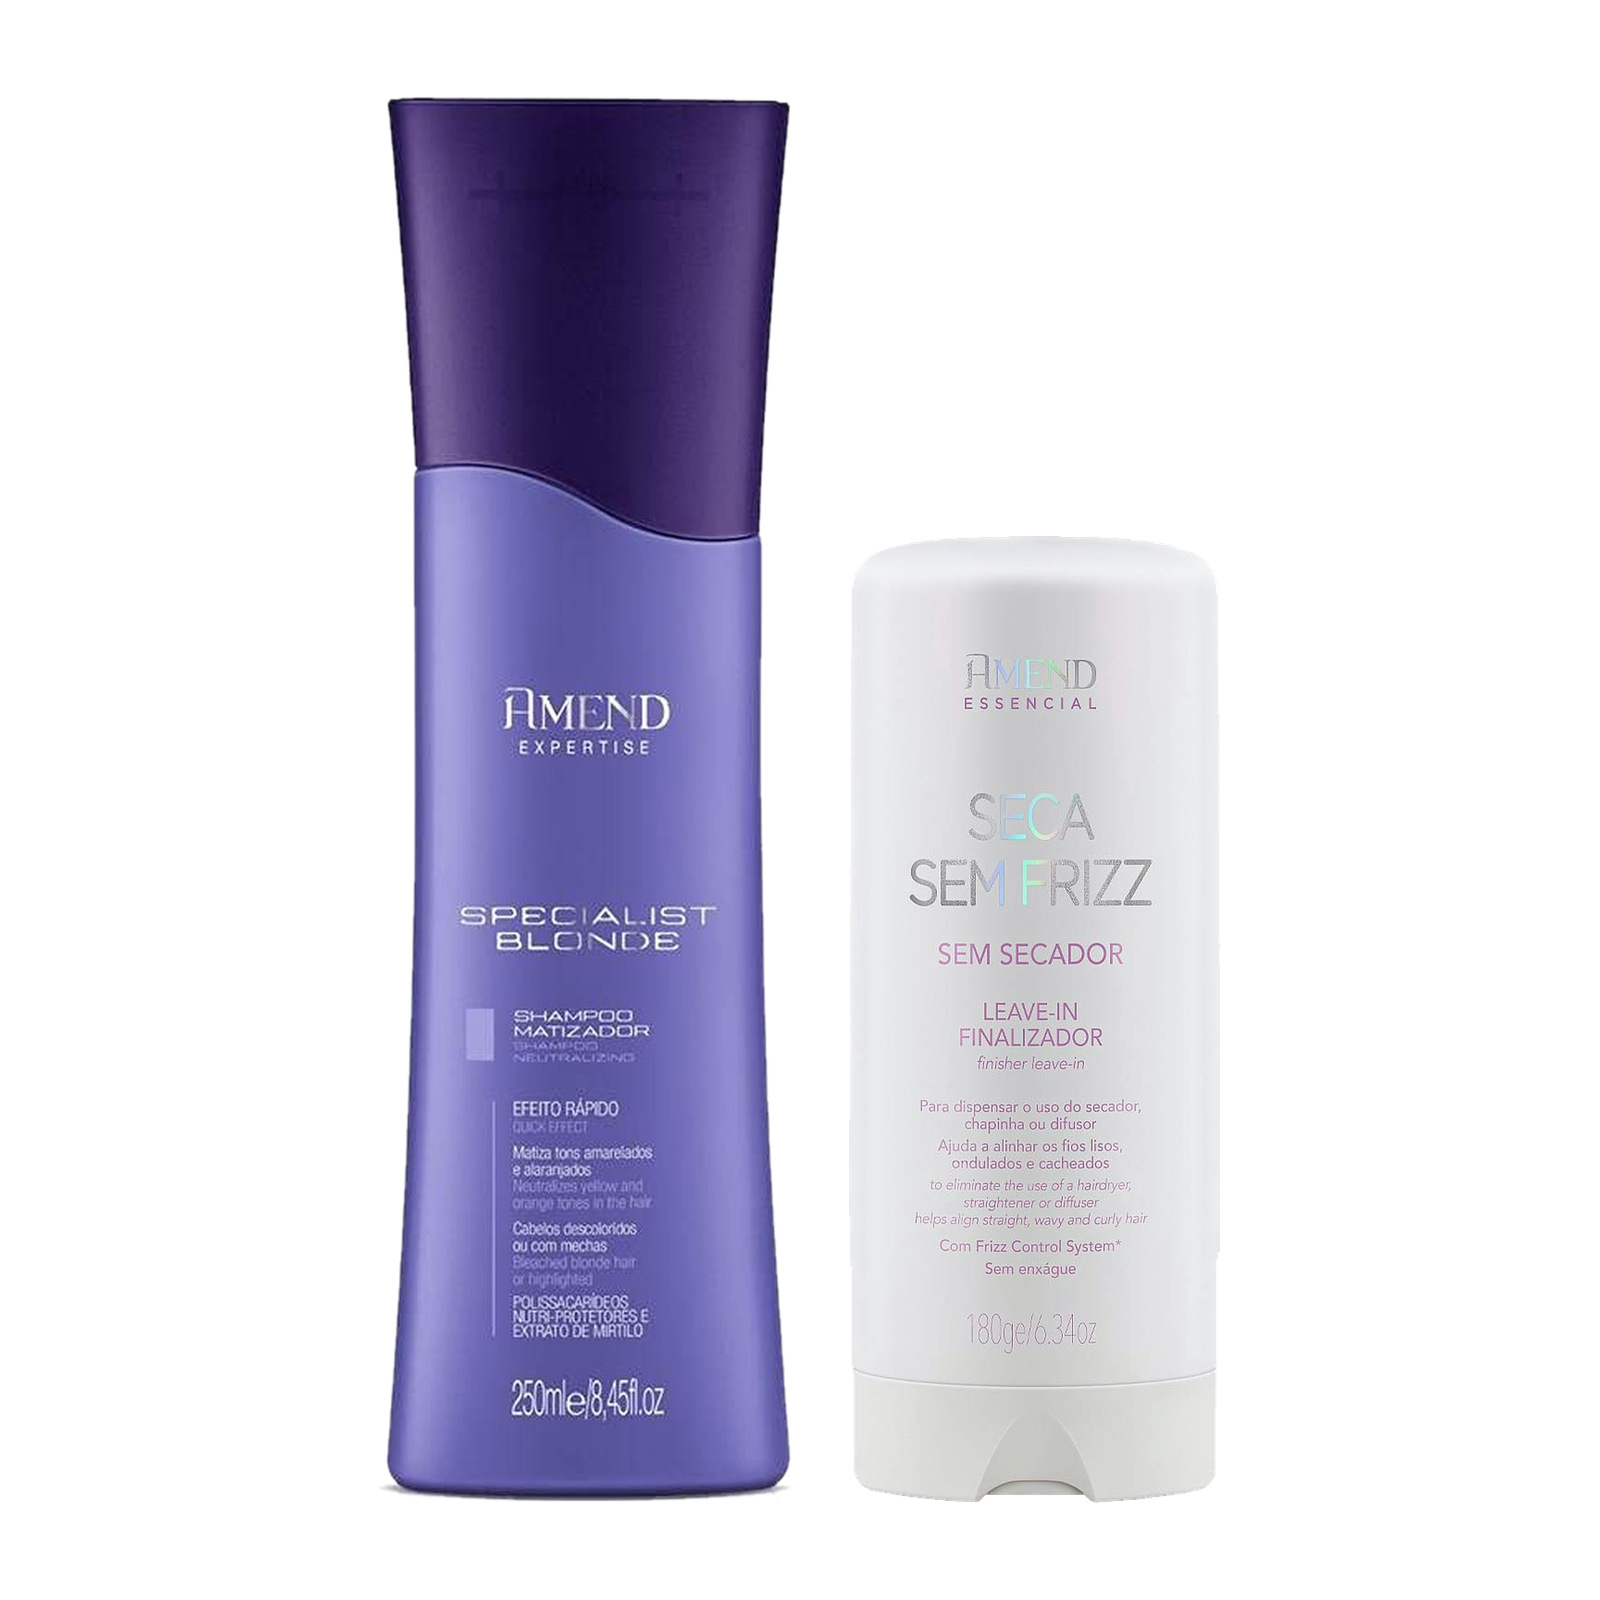 AMEND
EXPERTISE
SPECIALIST
BLONDE
SHAMPOO
MATIZADOR
SHAMPOO
NEUTRALIZING
EFEITO RÁPIDO
QUICK EFFECT
Matiza tons amarelados
e alaranjados
Neutralizes yellow and
orange tones in the hair
Cabelos descoloridos
ou com mechas
Bleached blonde hair
or highlighted
POLISSACARÍDEOS
NUTRI-PROTETORES E
EXTRATO DE MIRTILO
250mle/8,45fl.oz
AMEND
ESSENCIAL
SECA
SEM FRIZZ
SEM SECADOR
LEAVE-IN
FINALIZADOR
finisher leave-in
Para dispensar o uso do secador,
chapinha ou difusor
Ajuda a alinhar os fios lisos,
ondulados e cacheados
to eliminate the use of a hairdryer,
straightener or diffuser
helps align straight, wavy and curly hair
Com Frizz Control System*
Sem enxágue
180ge/6.34oz